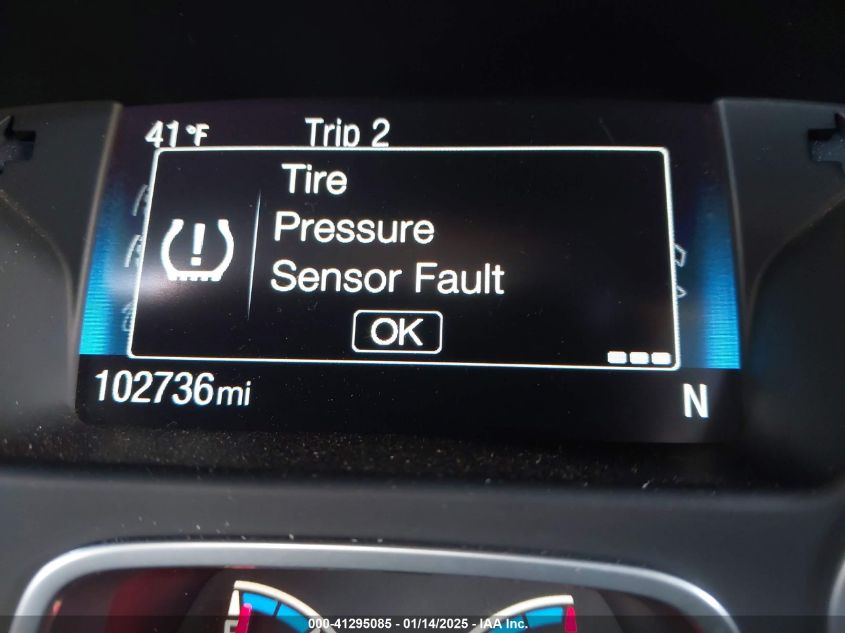 41°F Trip 2
Tire
Pressure
Sensor Fault
OK
102736mi N
000-41295085 - 01/14/2025 - IAA Inc.